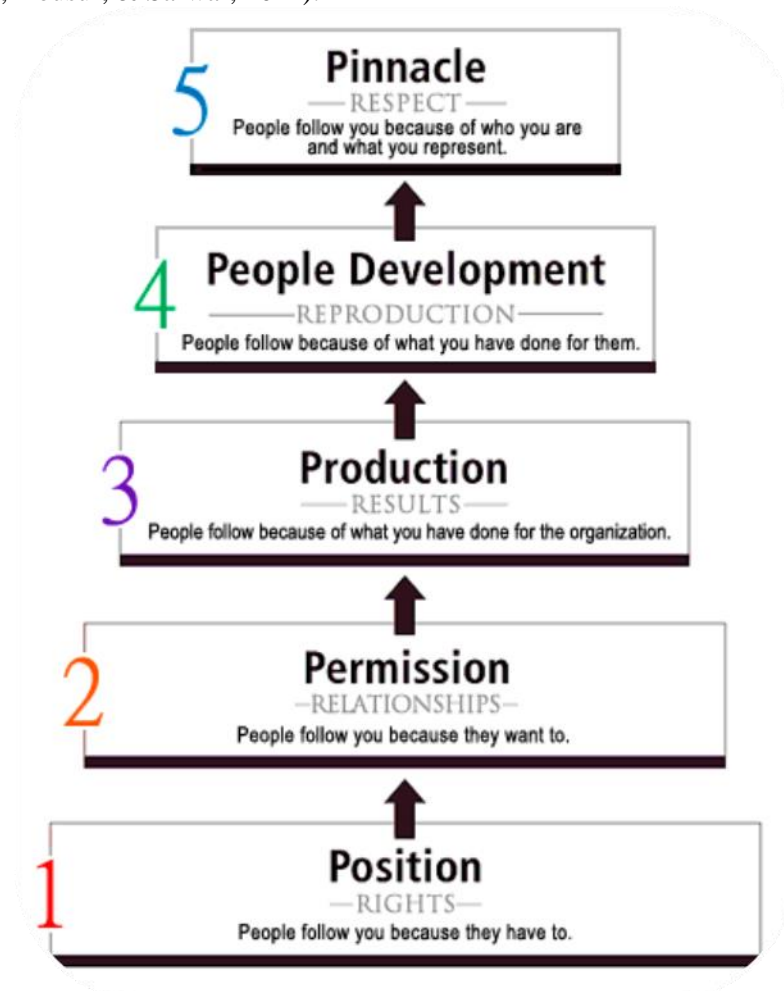 5
Pinnacle
RESPECT
People follow you because of who you are
and what you represent.
4
People Development
REPRODUCTION
People follow because of what you have done for them.
3
Production
RESULTS
People follow because of what you have done for the organization.
2
Permission
RELATIONSHIPS
People follow you because they want to.
1
Position
RIGHTS
People follow you because they have to.